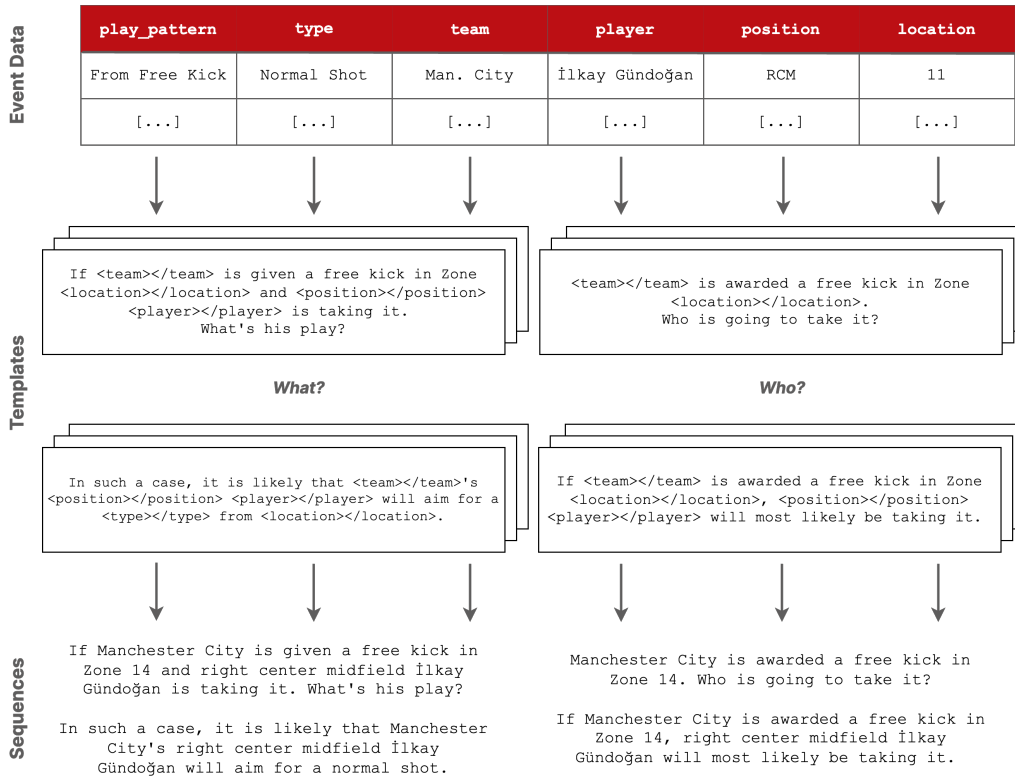 Event Data
play_pattern type team player position location
From Free Kick Normal Shot Man. City İlkay Gündoğan RCM 11
[...] [...] [...] [...] [...] [...]
Templates
If <team></team> is given a free kick in Zone
<location></location> and <position></position>
<player></player> is taking it.
What's his play?
<team></team> is awarded a free kick in Zone
<location></location>.
Who is going to take it?
What?
Who?
In such a case, it is likely that <team></team>'s
<position></position> <player></player> will aim for a
<type></type> from <location></location>.
If <team></team> is awarded a free kick in Zone
<location></location>, <position></position>
<player></player> will most likely be taking it.
Sequences
If Manchester City is given a free kick in
Zone 14 and right center midfield İlkay
Gündoğan is taking it. What's his play?
In such a case, it is likely that Manchester
City's right center midfield İlkay
Gündoğan will aim for a normal shot.
Manchester City is awarded a free kick in
Zone 14. Who is going to take it?
If Manchester City is awarded a free kick in
Zone 14, right center midfield İlkay
Gündoğan will most likely be taking it.